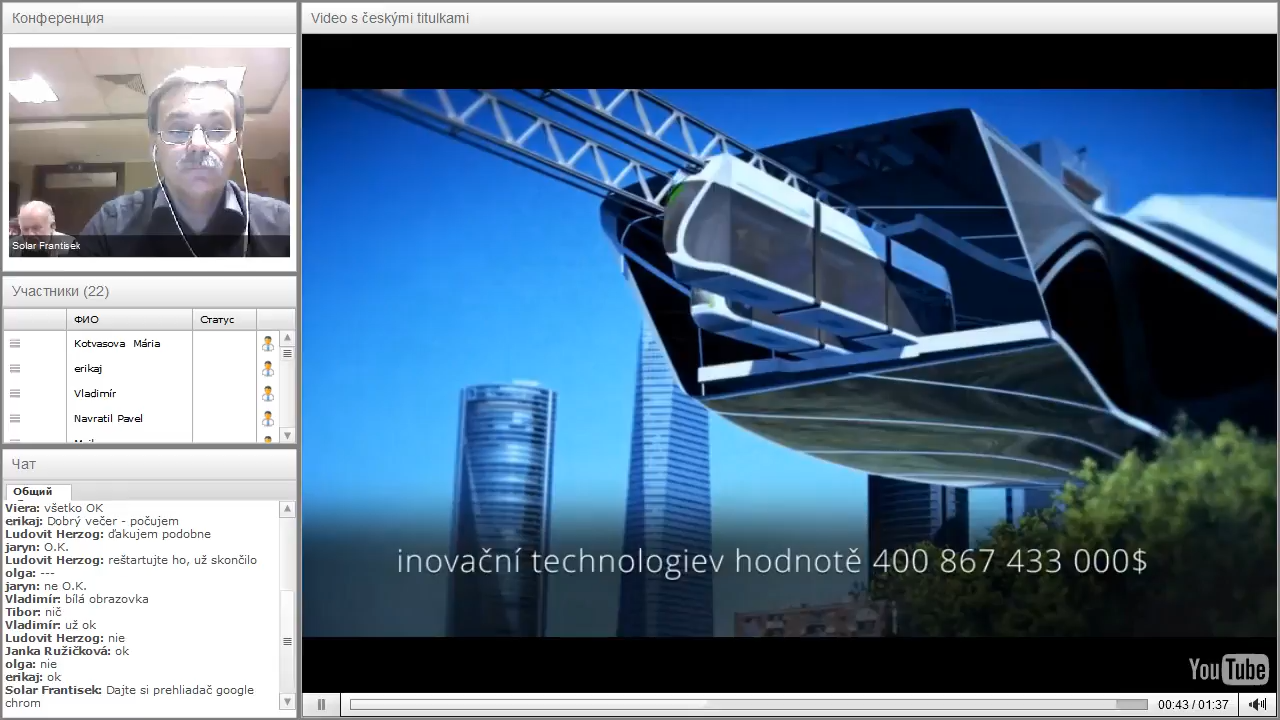 Конференция
Solar Frantisek
Участники (22)
ФИО
Статус
Kotvasova Mária
erikaj
Vladimír
Navratil Pavel
Чат
Общий
Viera: všetko OK
erikaj: Dobrý večer - počujem
Ludovit Herzog: ďakujem podobne
jaryn: O.K.
Ludovit Herzog: reštartujte ho, už skončilo
olga: ---
jaryn: ne O.K.
Vladimír: bílá obrazovka
Tibor: nič
Vladimír: už ok
Ludovit Herzog: nie
Janka Ružičková: ok
olga: nie
erikaj: ok
Solar Frantisek: Dajte si prehliadač google
chrom
Video s českými titulkami
inovační technologiev hodnotě 400 867 433 000$
YouTube
00:43 / 01:37